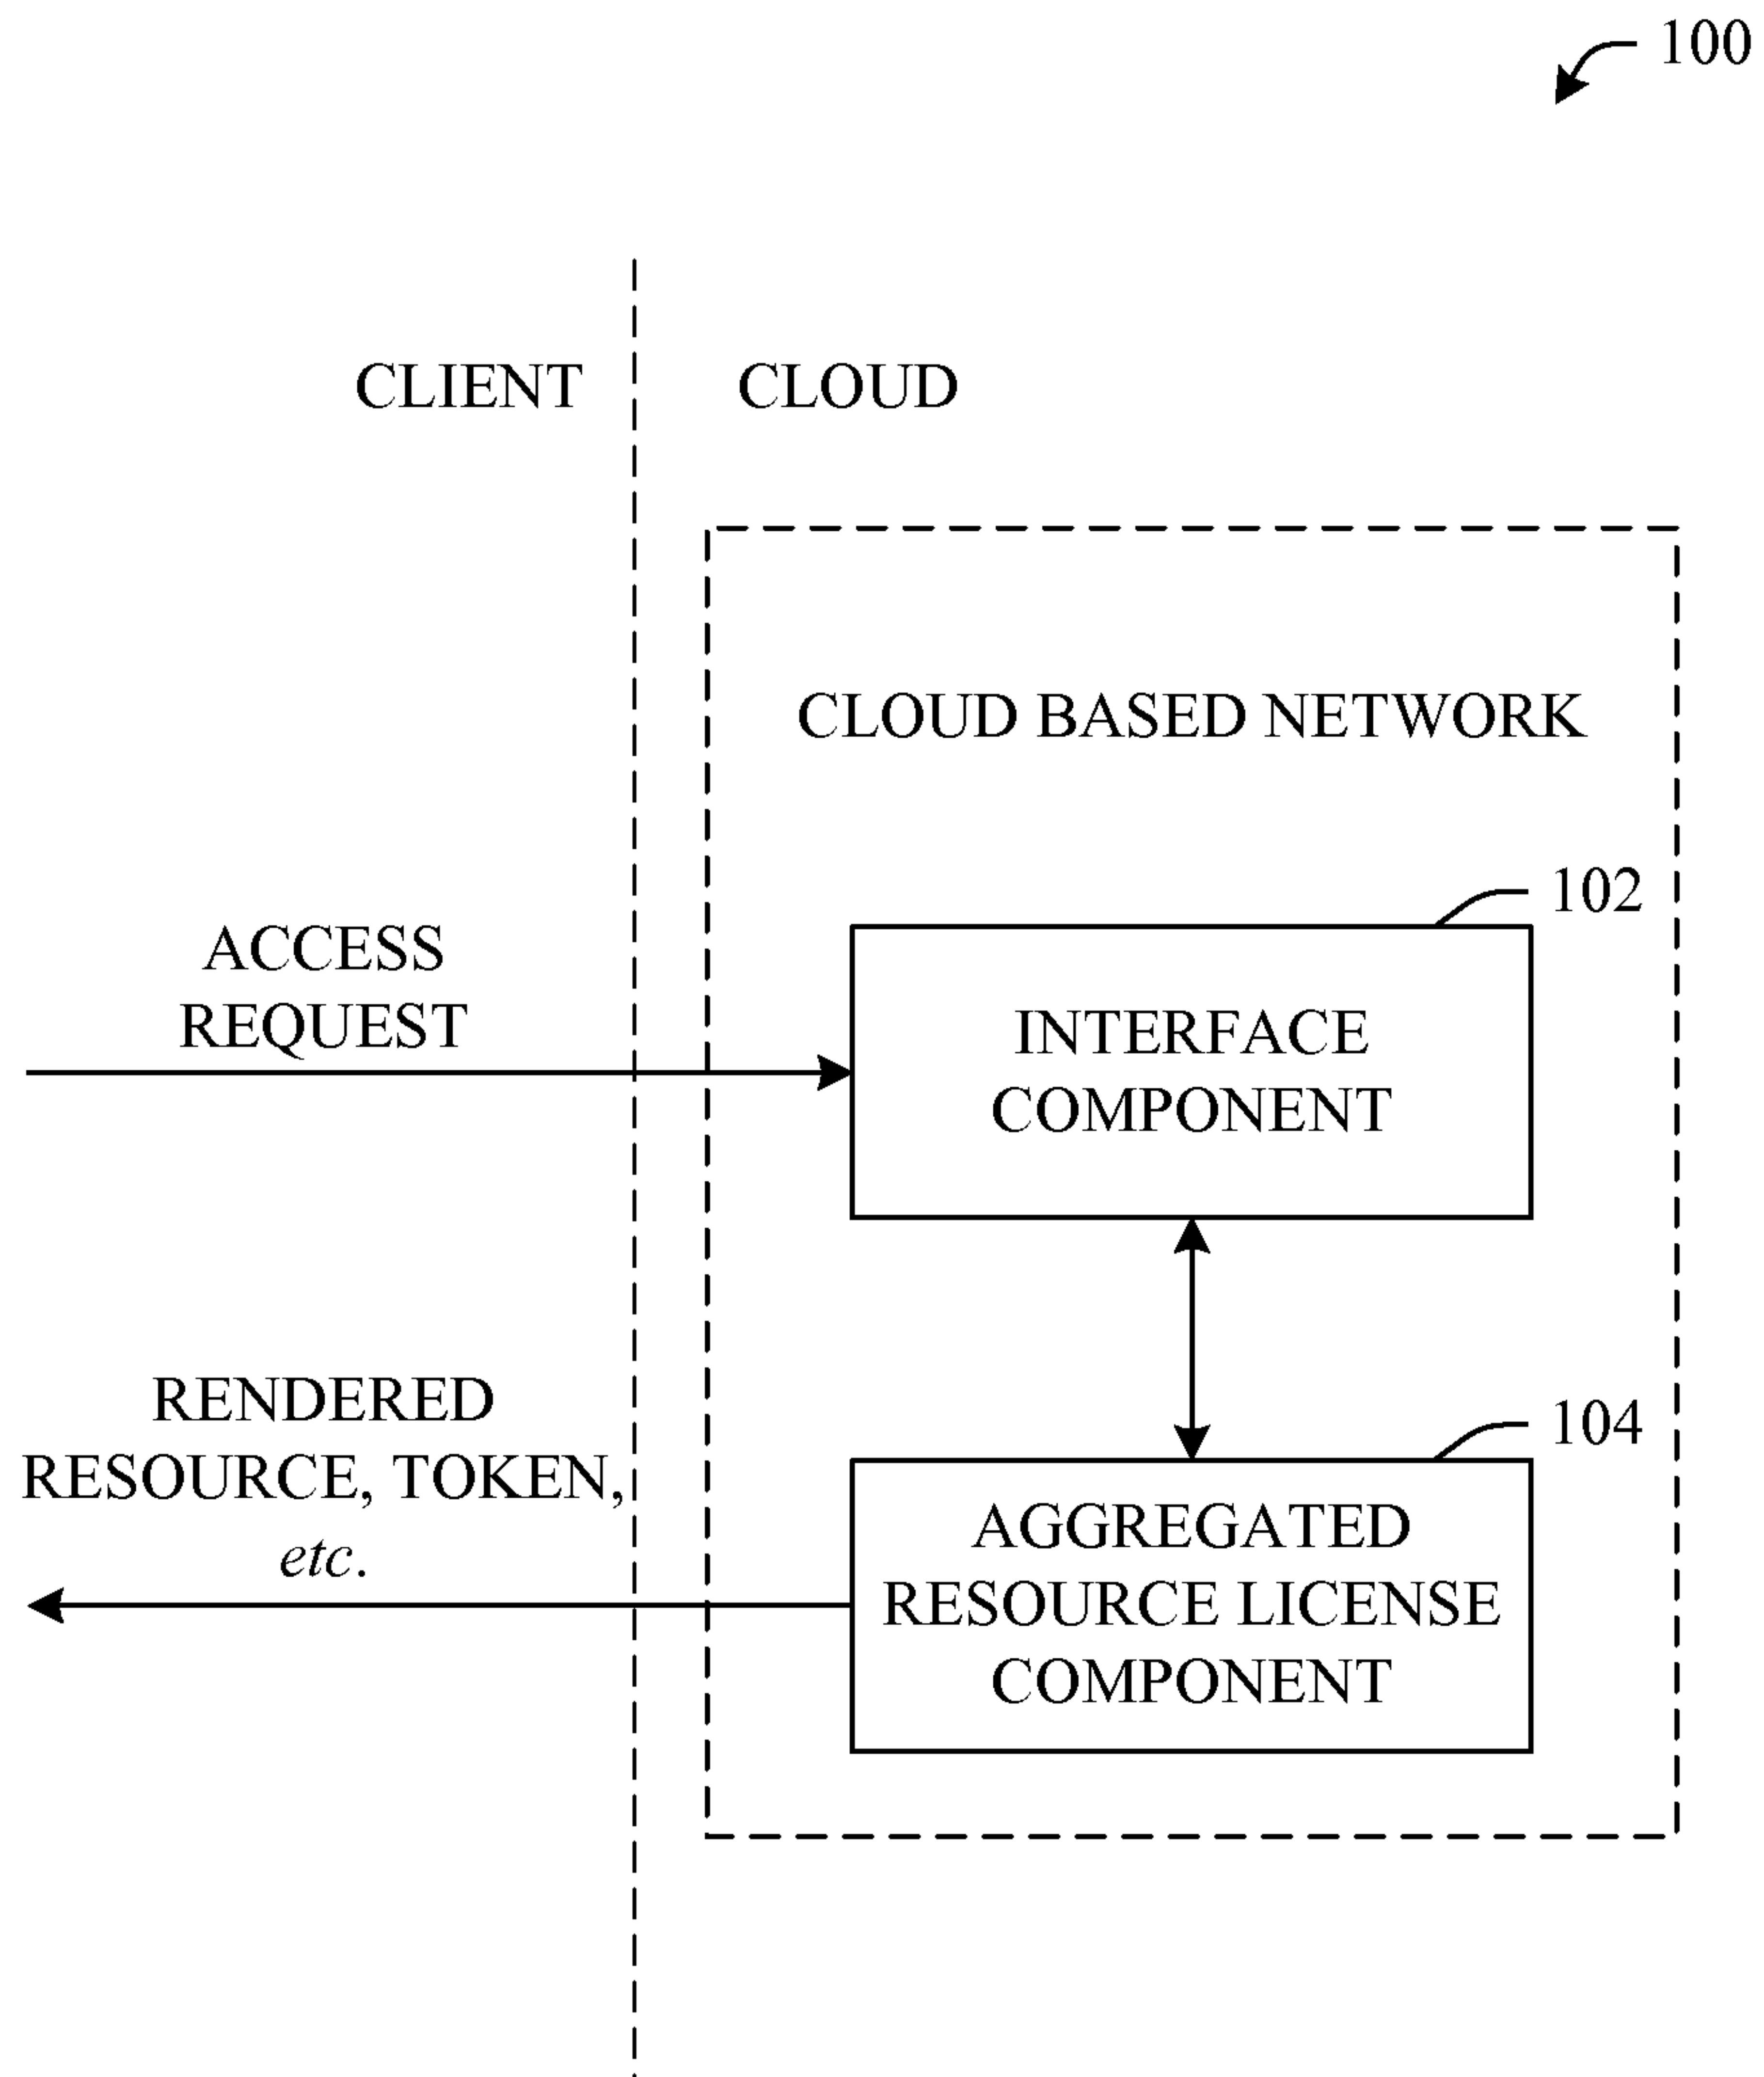 100
CLIENT
CLOUD
CLOUD BASED NETWORK
102
ACCESS
REQUEST
INTERFACE
COMPONENT
RENDERED
RESOURCE, TOKEN,
etc.
104
AGGREGATED
RESOURCE LICENSE
COMPONENT